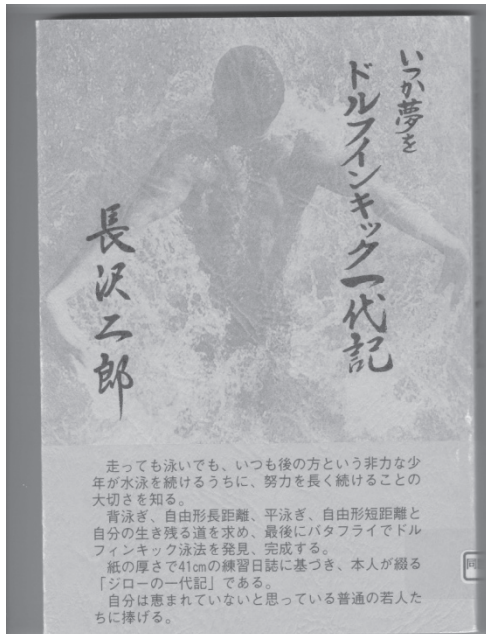 いつか夢を
ドルフィンキック一代記
長沢二郎
走っても泳いでも、いつも後の方という非力な少
年が水泳を続けるうちに、努力を長く続けることの
大切さを知る。
背泳ぎ、自由形長距離、平泳ぎ、自由形短距離と
自分の生き残る道を求め、最後にバタフライでドル
フィンキック泳法を発見、完成する。
紙の厚さで41cmの練習日誌に基づき、本人が綴る
「ジローの一代記」である。
自分は恵まれていないと思っている普通の若人た
ちに捧げる。